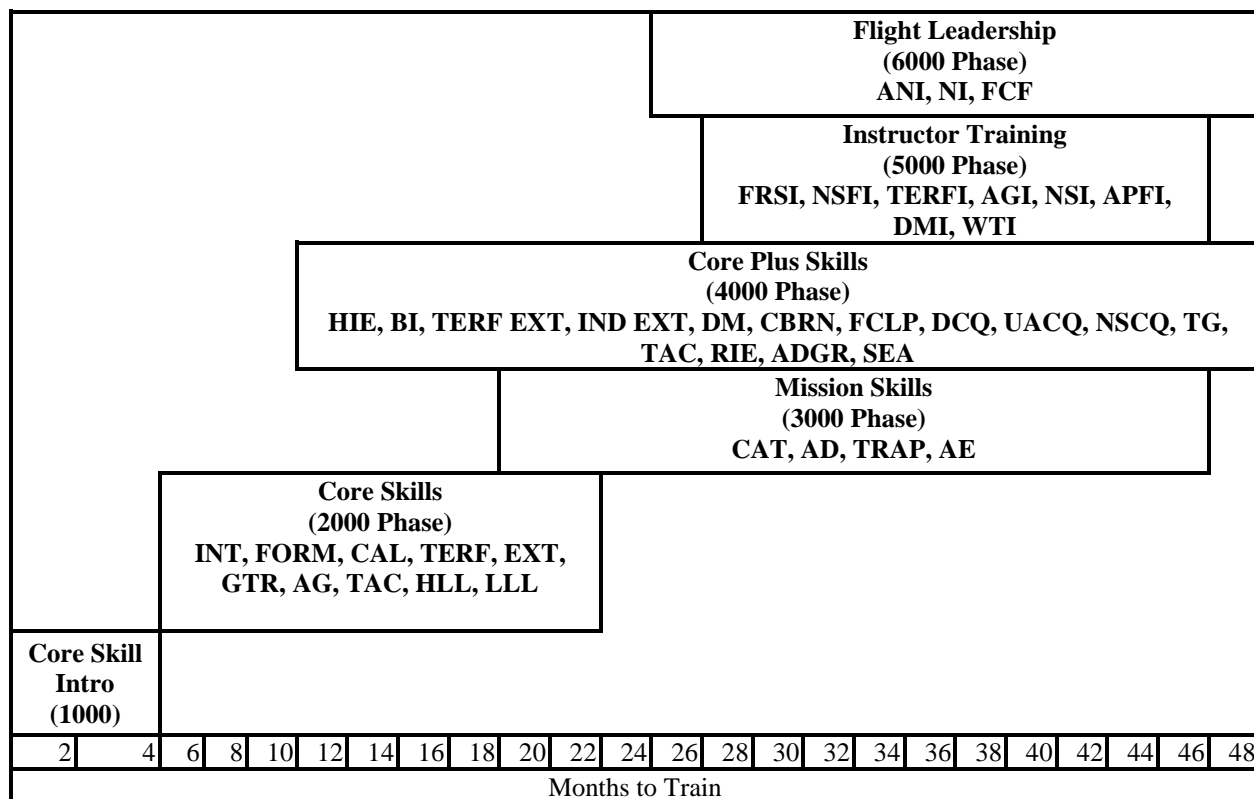 Flight Leadership
(6000 Phase)
ANI, NI, FCF
Instructor Training
(5000 Phase)
FRSI, NSFI, TERFI, AGI, NSI, APFI,
DMI, WTI
Core Plus Skills
(4000 Phase)
HIE, BI, TERF EXT, IND EXT, DM, CBRN, FCLP, DCQ, UACQ, NSCQ, TG,
TAC, RIE, ADGR, SEA
Mission Skills
(3000 Phase)
CAT, AD, TRAP, AE
Core Skills
(2000 Phase)
INT, FORM, CAL, TERF, EXT,
GTR, AG, TAC, HLL, LLL
Core Skill
Intro
(1000)
2 4 6 8 10 12 14 16 18 20 22 24 26 28 30 32 34 36 38 40 42 44 46 48
Months to Train